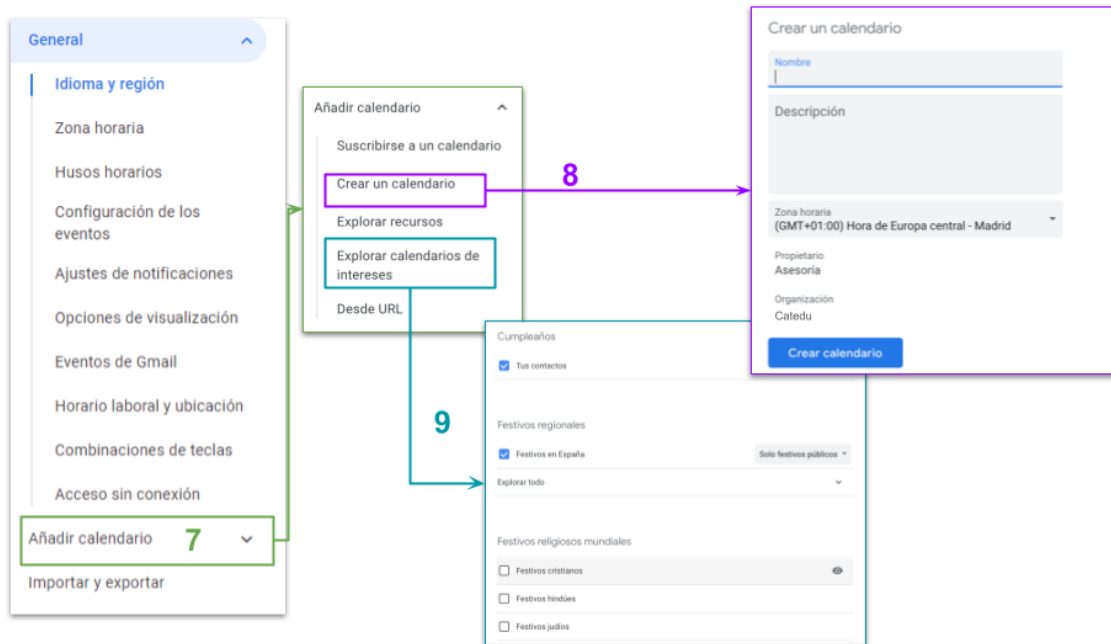 General
Idioma y región
Zona horaria
Husos horarios
Configuración de los
eventos
Ajustes de notificaciones
Opciones de visualización
Eventos de Gmail
Horario laboral y ubicación
Combinaciones de teclas
Acceso sin conexión
Añadir calendario
7
Importar y exportar
Añadir calendario
Suscribirse a un calendario
Crear un calendario
Explorar recursos
Explorar calendarios de
intereses
Desde URL
8
Crear un calendario
Nombre
Descripción
Zona horaria
(GMT+01:00) Hora de Europa central - Madrid
Propietario
Asesoría
Organización
Catedu
Crear calendario
9
Cumpleaños
Tus contactos
Festivos regionales
Festivos en España
Solo festivos públicos
Explorar todo
Festivos religiosos mundiales
Festivos cristianos
Festivos hindúes
Festivos judíos